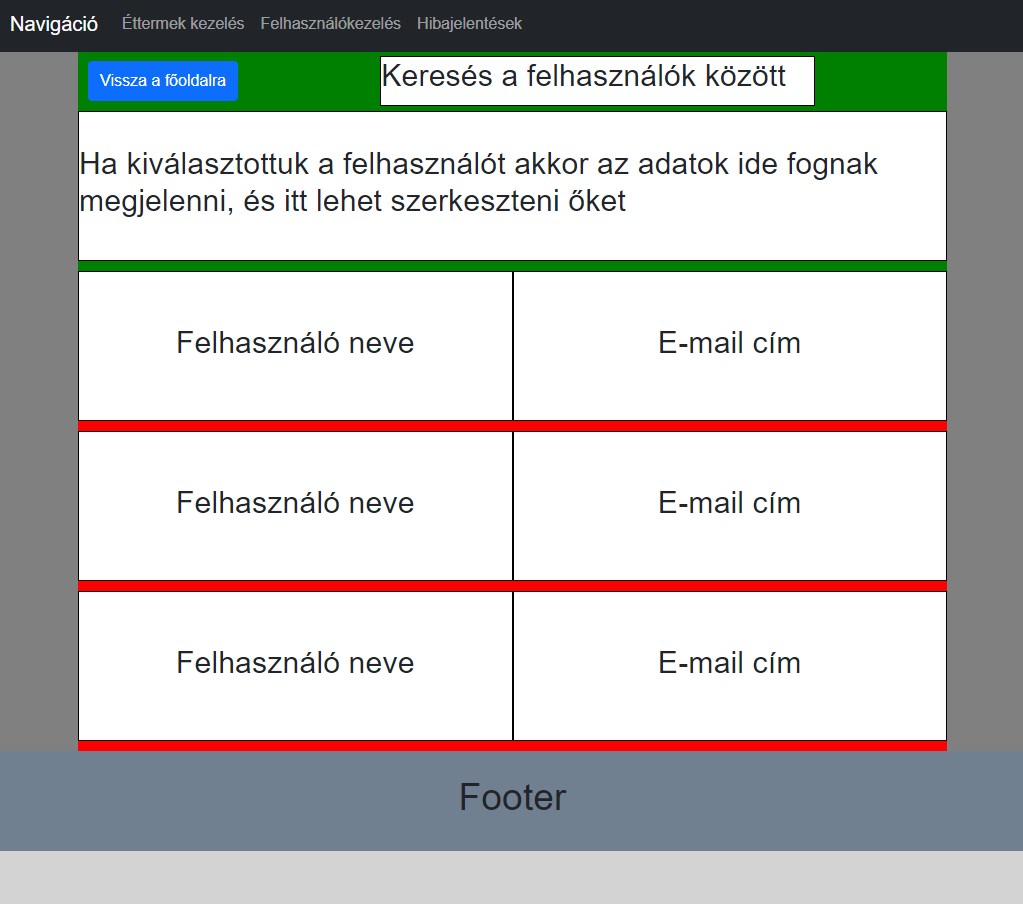 Navigáció Éttermek kezelés Felhasználókezelés Hibajelentések
Vissza a főoldalra Keresés a felhasználók között
Ha kiválasztottuk a felhasználót akkor az adatok ide fognak
megjelenni, és itt lehet szerkeszteni őket
Felhasználó neve E-mail cím
Felhasználó neve E-mail cím
Felhasználó neve E-mail cím
Footer